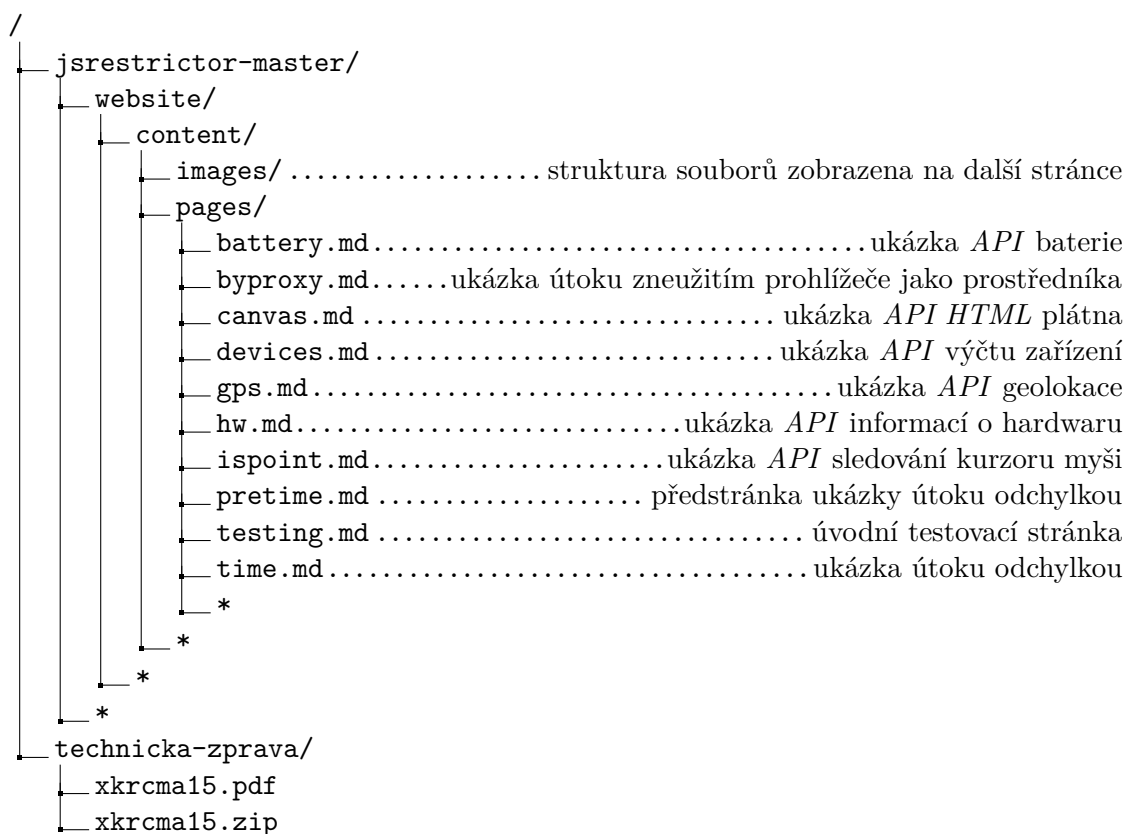 /
jsrestrictor-master/
website/
content/
images/ ................... struktura souborů zobrazena na další stránce
pages/
battery.md.....................................ukázka API baterie
byproxy.md......ukázka útoku zneužitím prohlížeče jako prostředníka
canvas.md ............................... ukázka API HTML plátna
devices.md..............................ukázka API výčtu zařízení
gps.md.......................................ukázka API geolokace
hw.md.............................ukázka API informací o hardwaru
ispoint.md......................ukázka API sledování kurzoru myši
pretime.md .................... předstránka ukázky útoku odchylkou
testing.md ................................ úvodní testovací stránka
time.md....................................ukázka útoku odchylkou
*
*
*
*
technicka-zprava/
xkrcma15.pdf
xkrcma15.zip